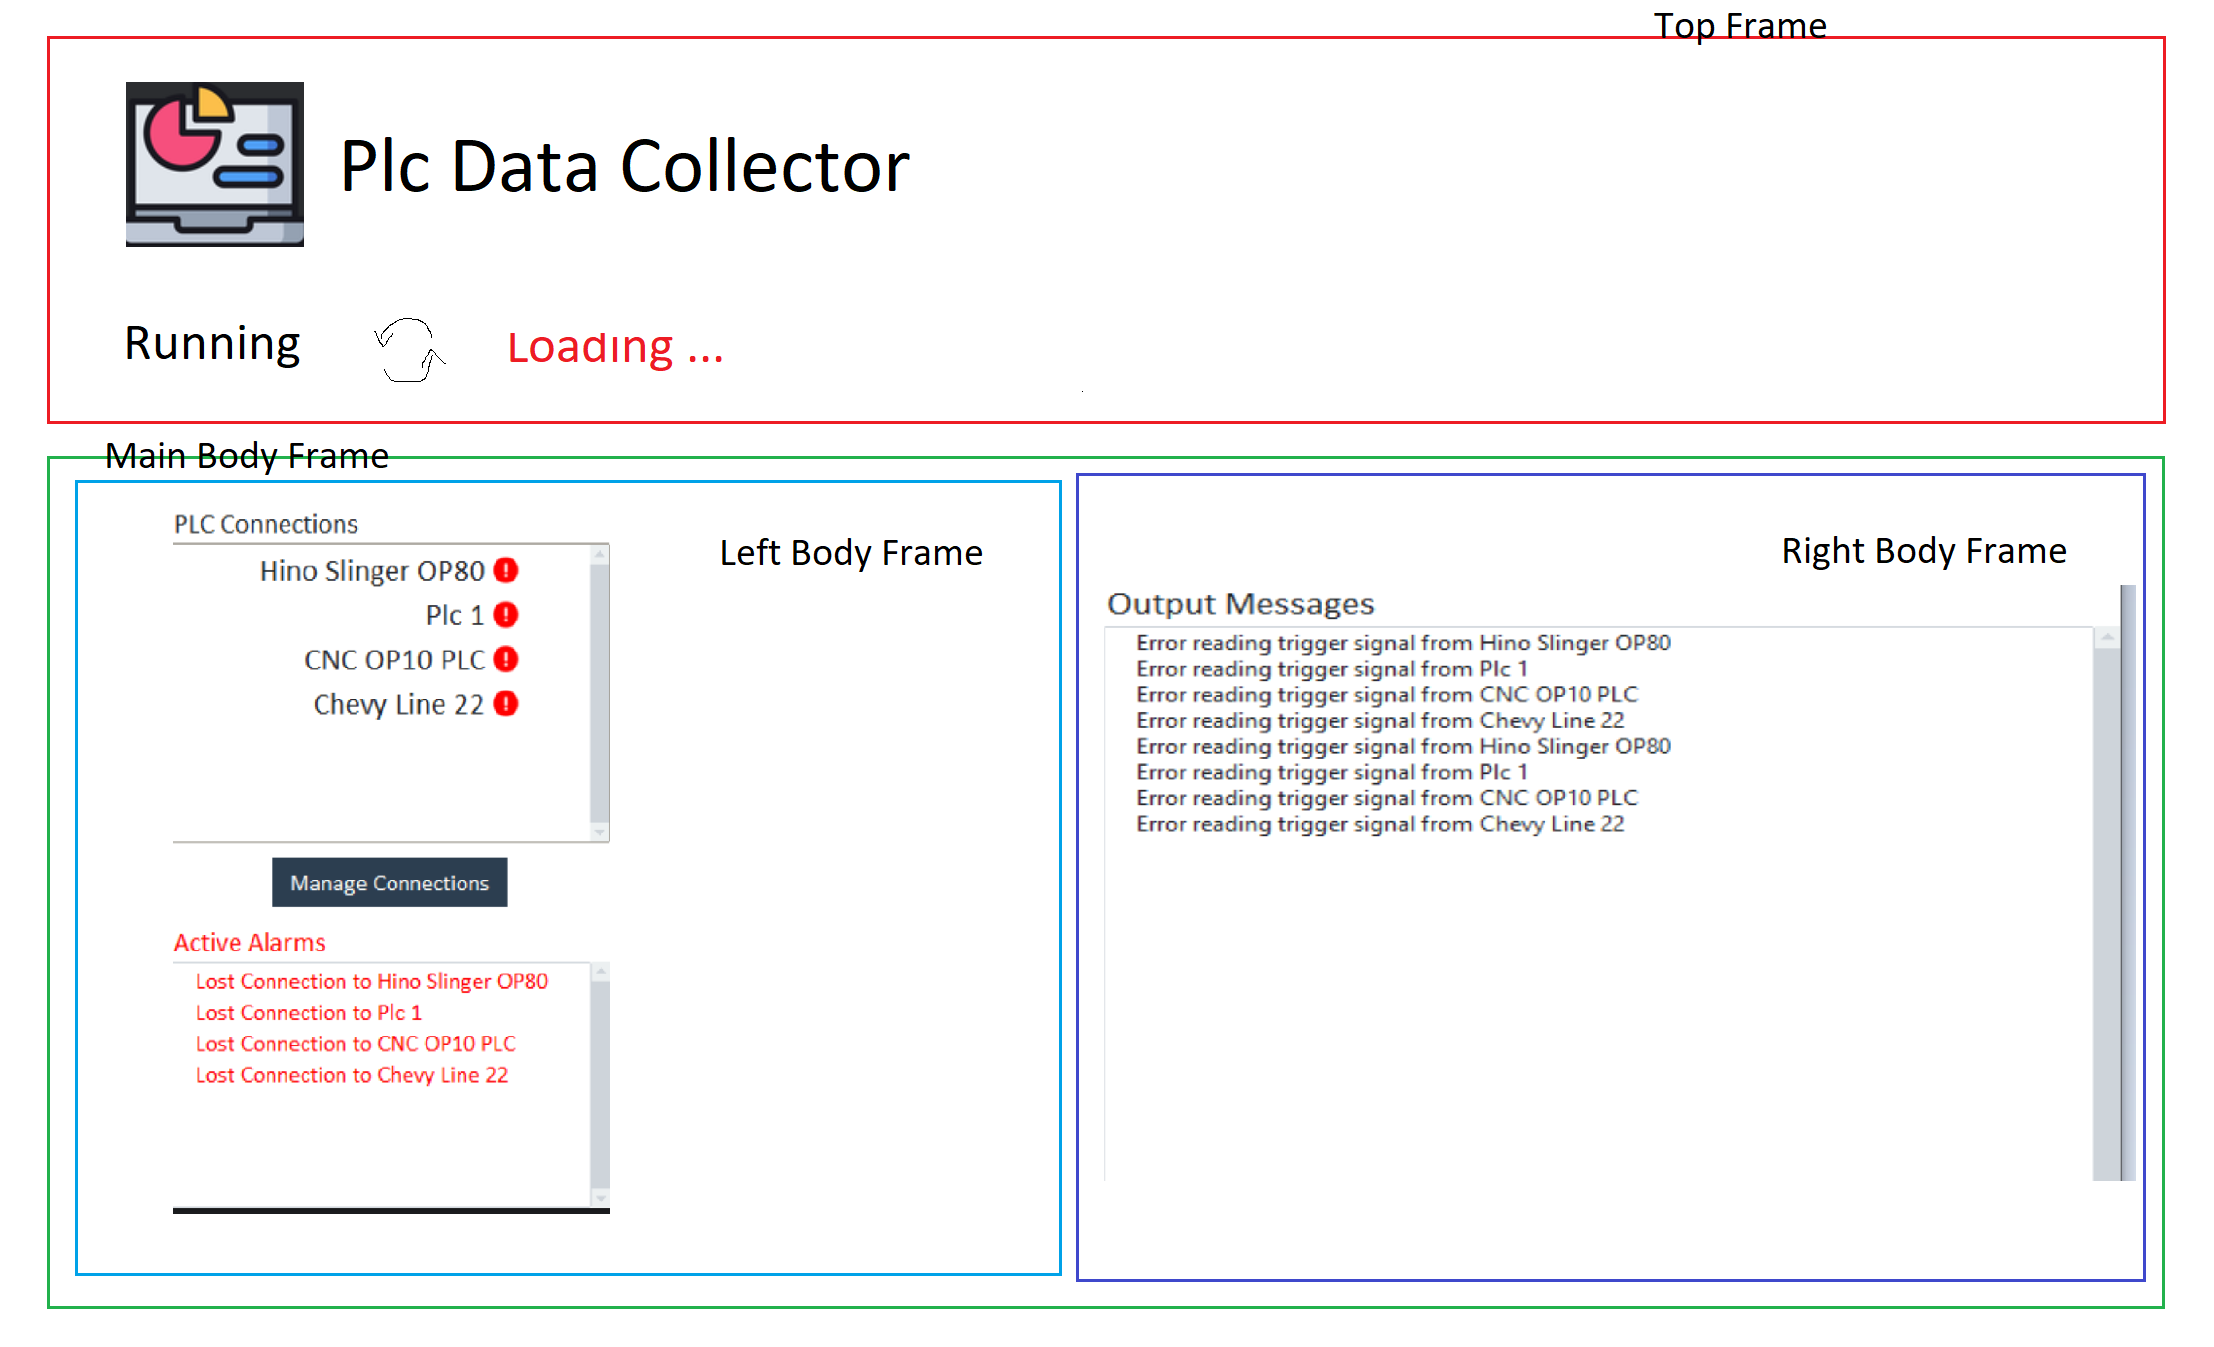 Top Frame
Plc Data Collector
Running
Loading ...
Main Body Frame
PLC Connections
Hino Slinger OP80
Plc 1
CNC OP10 PLC
Chevy Line 22
Manage Connections
Active Alarms
Lost Connection to Hino Slinger OP80
Lost Connection to Plc 1
Lost Connection to CNC OP10 PLC
Lost Connection to Chevy Line 22
Left Body Frame
Right Body Frame
Output Messages
Error reading trigger signal from Hino Slinger OP80
Error reading trigger signal from Plc 1
Error reading trigger signal from CNC OP10 PLC
Error reading trigger signal from Chevy Line 22
Error reading trigger signal from Hino Slinger OP80
Error reading trigger signal from Plc 1
Error reading trigger signal from CNC OP10 PLC
Error reading trigger signal from Chevy Line 22